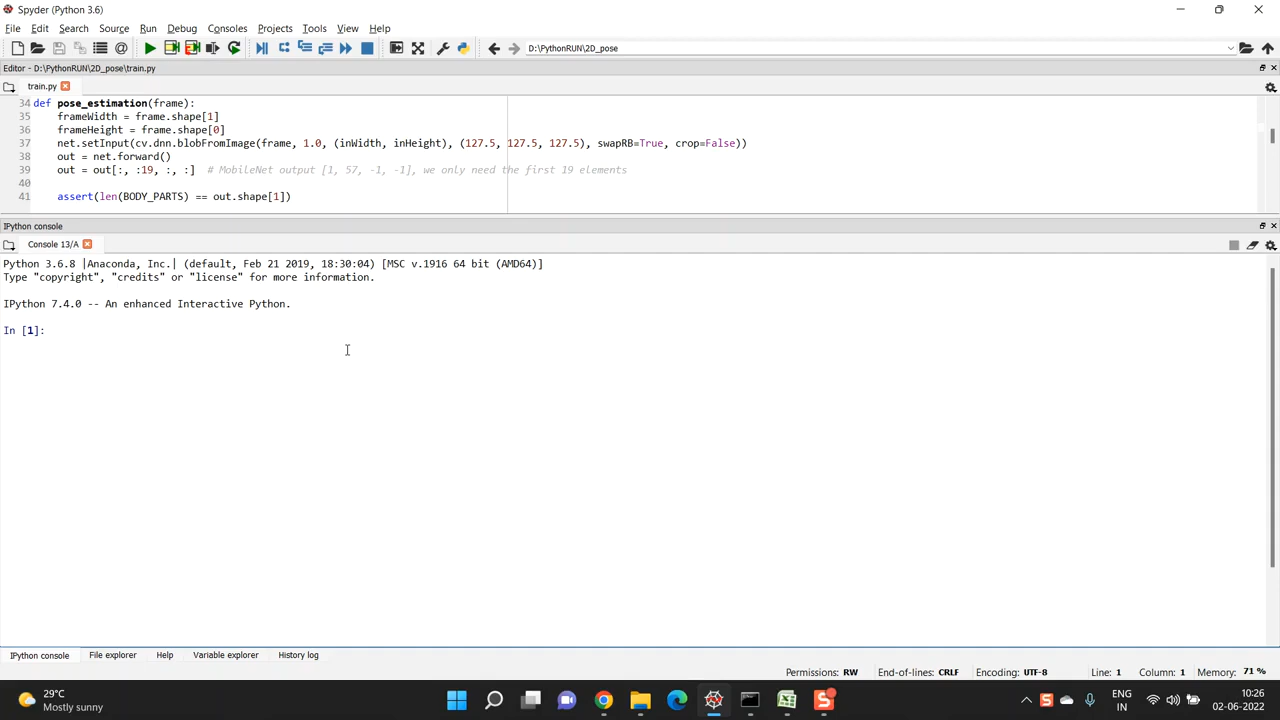 Spyder (Python 3.6)
File Edit Search Source Run Debug Consoles Projects Tools View Help
D:\PythonRUN\2D_pose
Editor - D:\PythonRUN\2D_pose\train.py
train.py
34 def pose_estimation(frame):
35 frameWidth = frame.shape[1]
36 frameHeight = frame.shape[0]
37 net.setInput(cv.dnn.blobFromImage(frame, 1.0, (inWidth, inHeight), (127.5, 127.5, 127.5), swapRB=True, crop=False))
38 out = net.forward()
39 out = out[:, :19, :, :] # MobileNet output [1, 57, -1, -1], we only need the first 19 elements
40
41 assert(len(BODY_PARTS) == out.shape[1])
IPython console
Console 13/A
Python 3.6.8 |Anaconda, Inc.| (default, Feb 21 2019, 18:30:04) [MSC v.1916 64 bit (AMD64)]
Type "copyright", "credits" or "license" for more information.
IPython 7.4.0 -- An enhanced Interactive Python.
In [1]:
IPython console File explorer Help Variable explorer History log
Permissions: RW End-of-lines: CRLF Encoding: UTF-8 Line: 1 Column: 1 Memory: 71 %
29°C
Mostly sunny
ENG
IN
10:26
02-06-2022